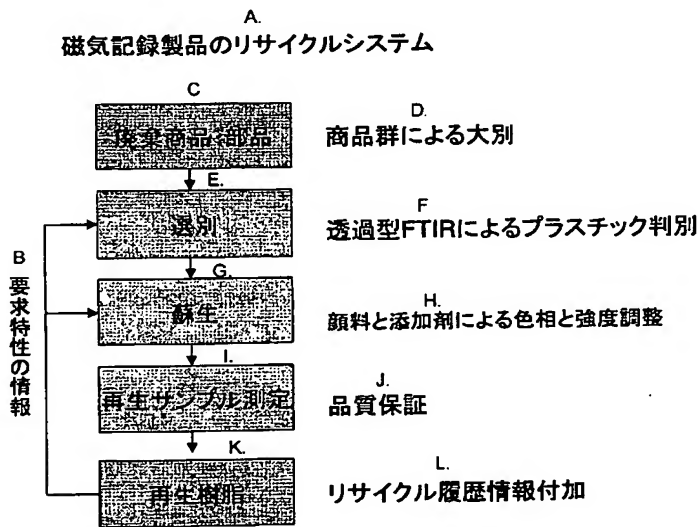 A.
磁気記録製品のリサイクルシステム
C
廃棄商品・部品
D.
商品群による大別
E.
選別
F
透過型FTIRによるプラスチック判別
B
要求特性の情報
G.
蘇生
H.
顔料と添加剤による色相と強度調整
I.
再生サンプル測定
J.
品質保証
K.
再生樹脂
L.
リサイクル履歴情報付加